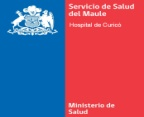 Servicio de Salud
del Maule
Hospital de Curicó
Ministerio de
Salud